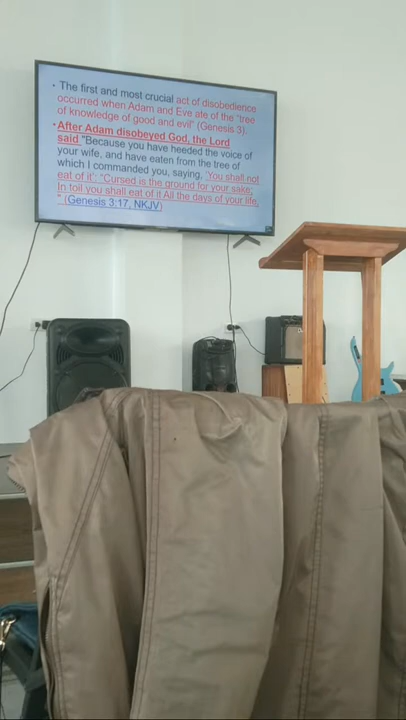 • The first and most crucial act of disobedience
occurred when Adam and Eve ate of the "tree
of knowledge of good and evil" (Genesis 3).
• After Adam disobeyed God, the Lord
said "Because you have heeded the voice of
your wife, and have eaten from the tree of
which I commanded you, saying, 'You shall not
eat of it': "Cursed is the ground for your sake;
In toil you shall eat of it All the days of your life.
" (Genesis 3:17, NKJV)